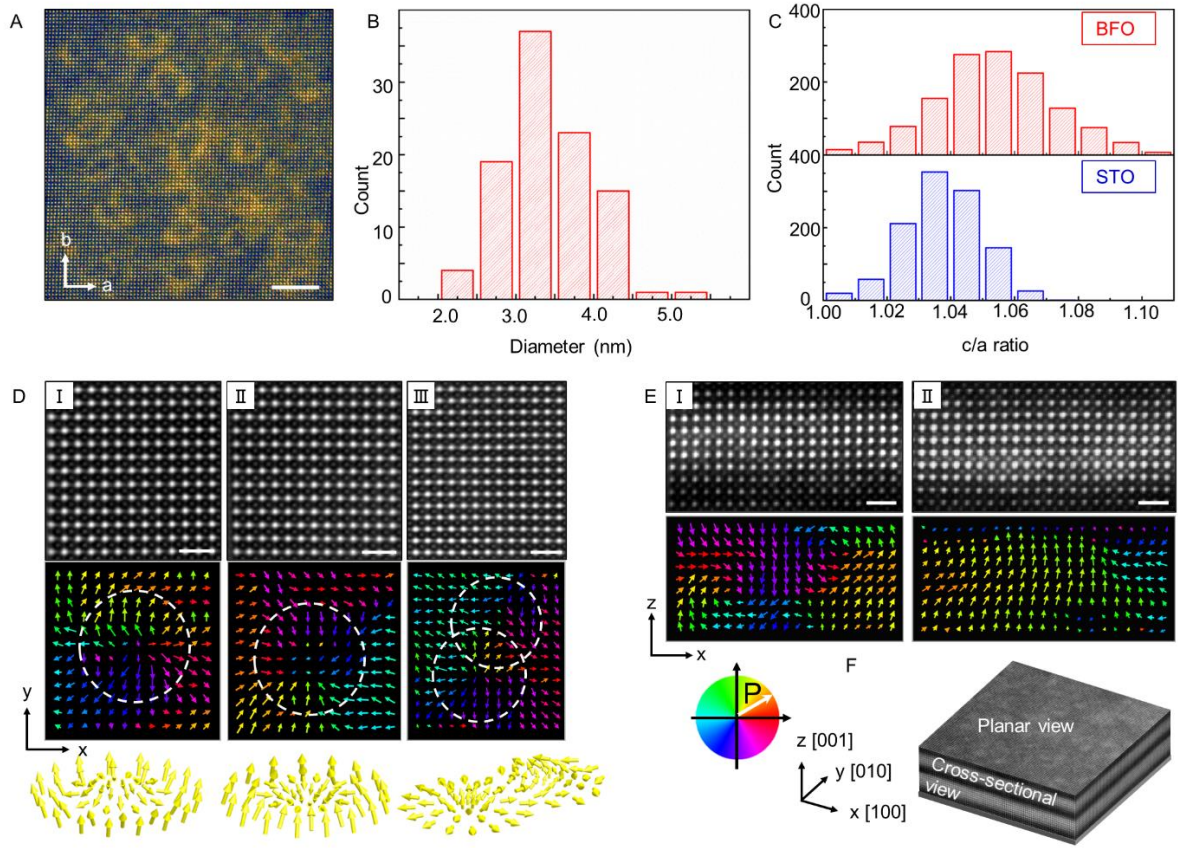 A
b
a
B
Count
30
20
10
0
2.0 3.0 4.0 5.0
Diameter (nm)
C
400
BFO
200
400
STO
200
0
Count
1.00 1.02 1.04 1.06 1.08 1.10
c/a ratio
D
I
II
III
y
x
E
I
II
z
x
P
F
z [001]
y [010]
x [100]
Planar view
Cross-sectional
view